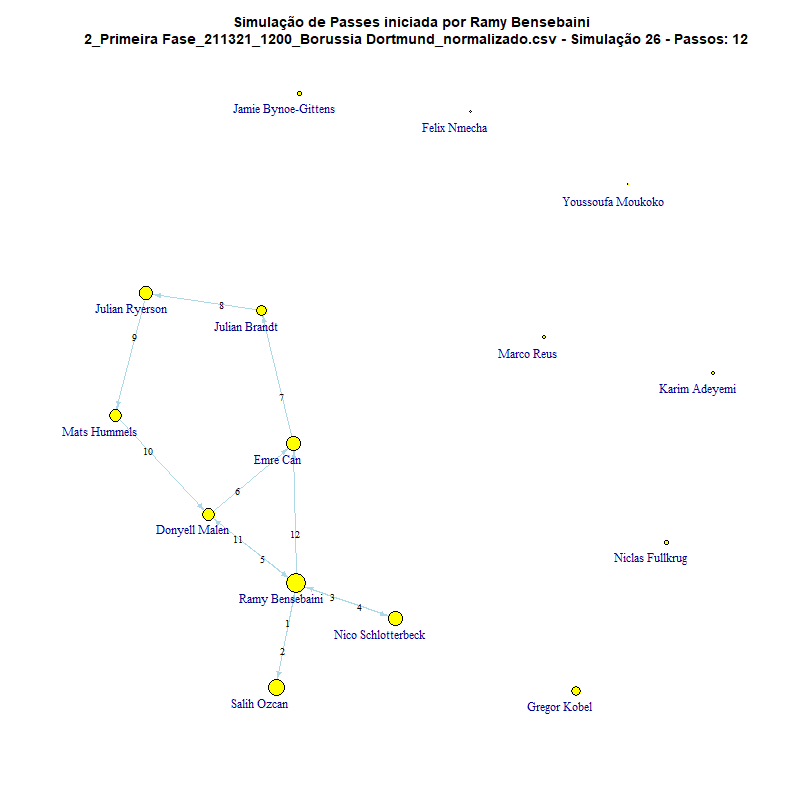 Simulação de Passes iniciada por Ramy Bensebaini
2_Primeira Fase_211321_1200_Borussia Dortmund_normalizado.csv - Simulação 26 - Passos: 12
Jamie Bynoe-Gittens
Felix Nmecha
Youssoufa Moukoko
8
Julian Ryerson
Julian Brandt
9
Marco Reus
Karim Adeyemi
7
Mats Hummels
10
Emre Can
6
Donyell Malen
12
11
5
Niclas Fullkrug
Ramy Bensebaini
3
4
1
Nico Schlotterbeck
2
Salih Ozcan
Gregor Kobel